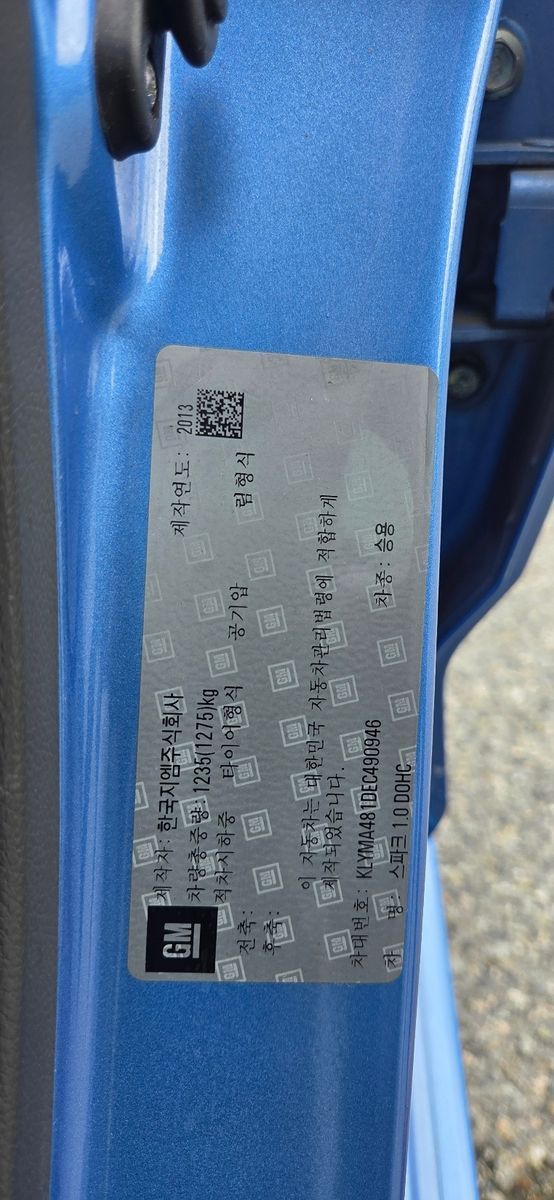 GM
제작자: 한국지엠주식회사 제작연도: 2013
차량총중량: 1235(1275)kg
적차시하중 타이어형식 공기압 림형식
전축:
후축:
이 자동차는 대한민국 자동차관리법령에 적합하게
제작되었습니다.
차대번호: KLYMA481DEC490946 차종: 승용
차 명: 스파크 1.0 DOHC